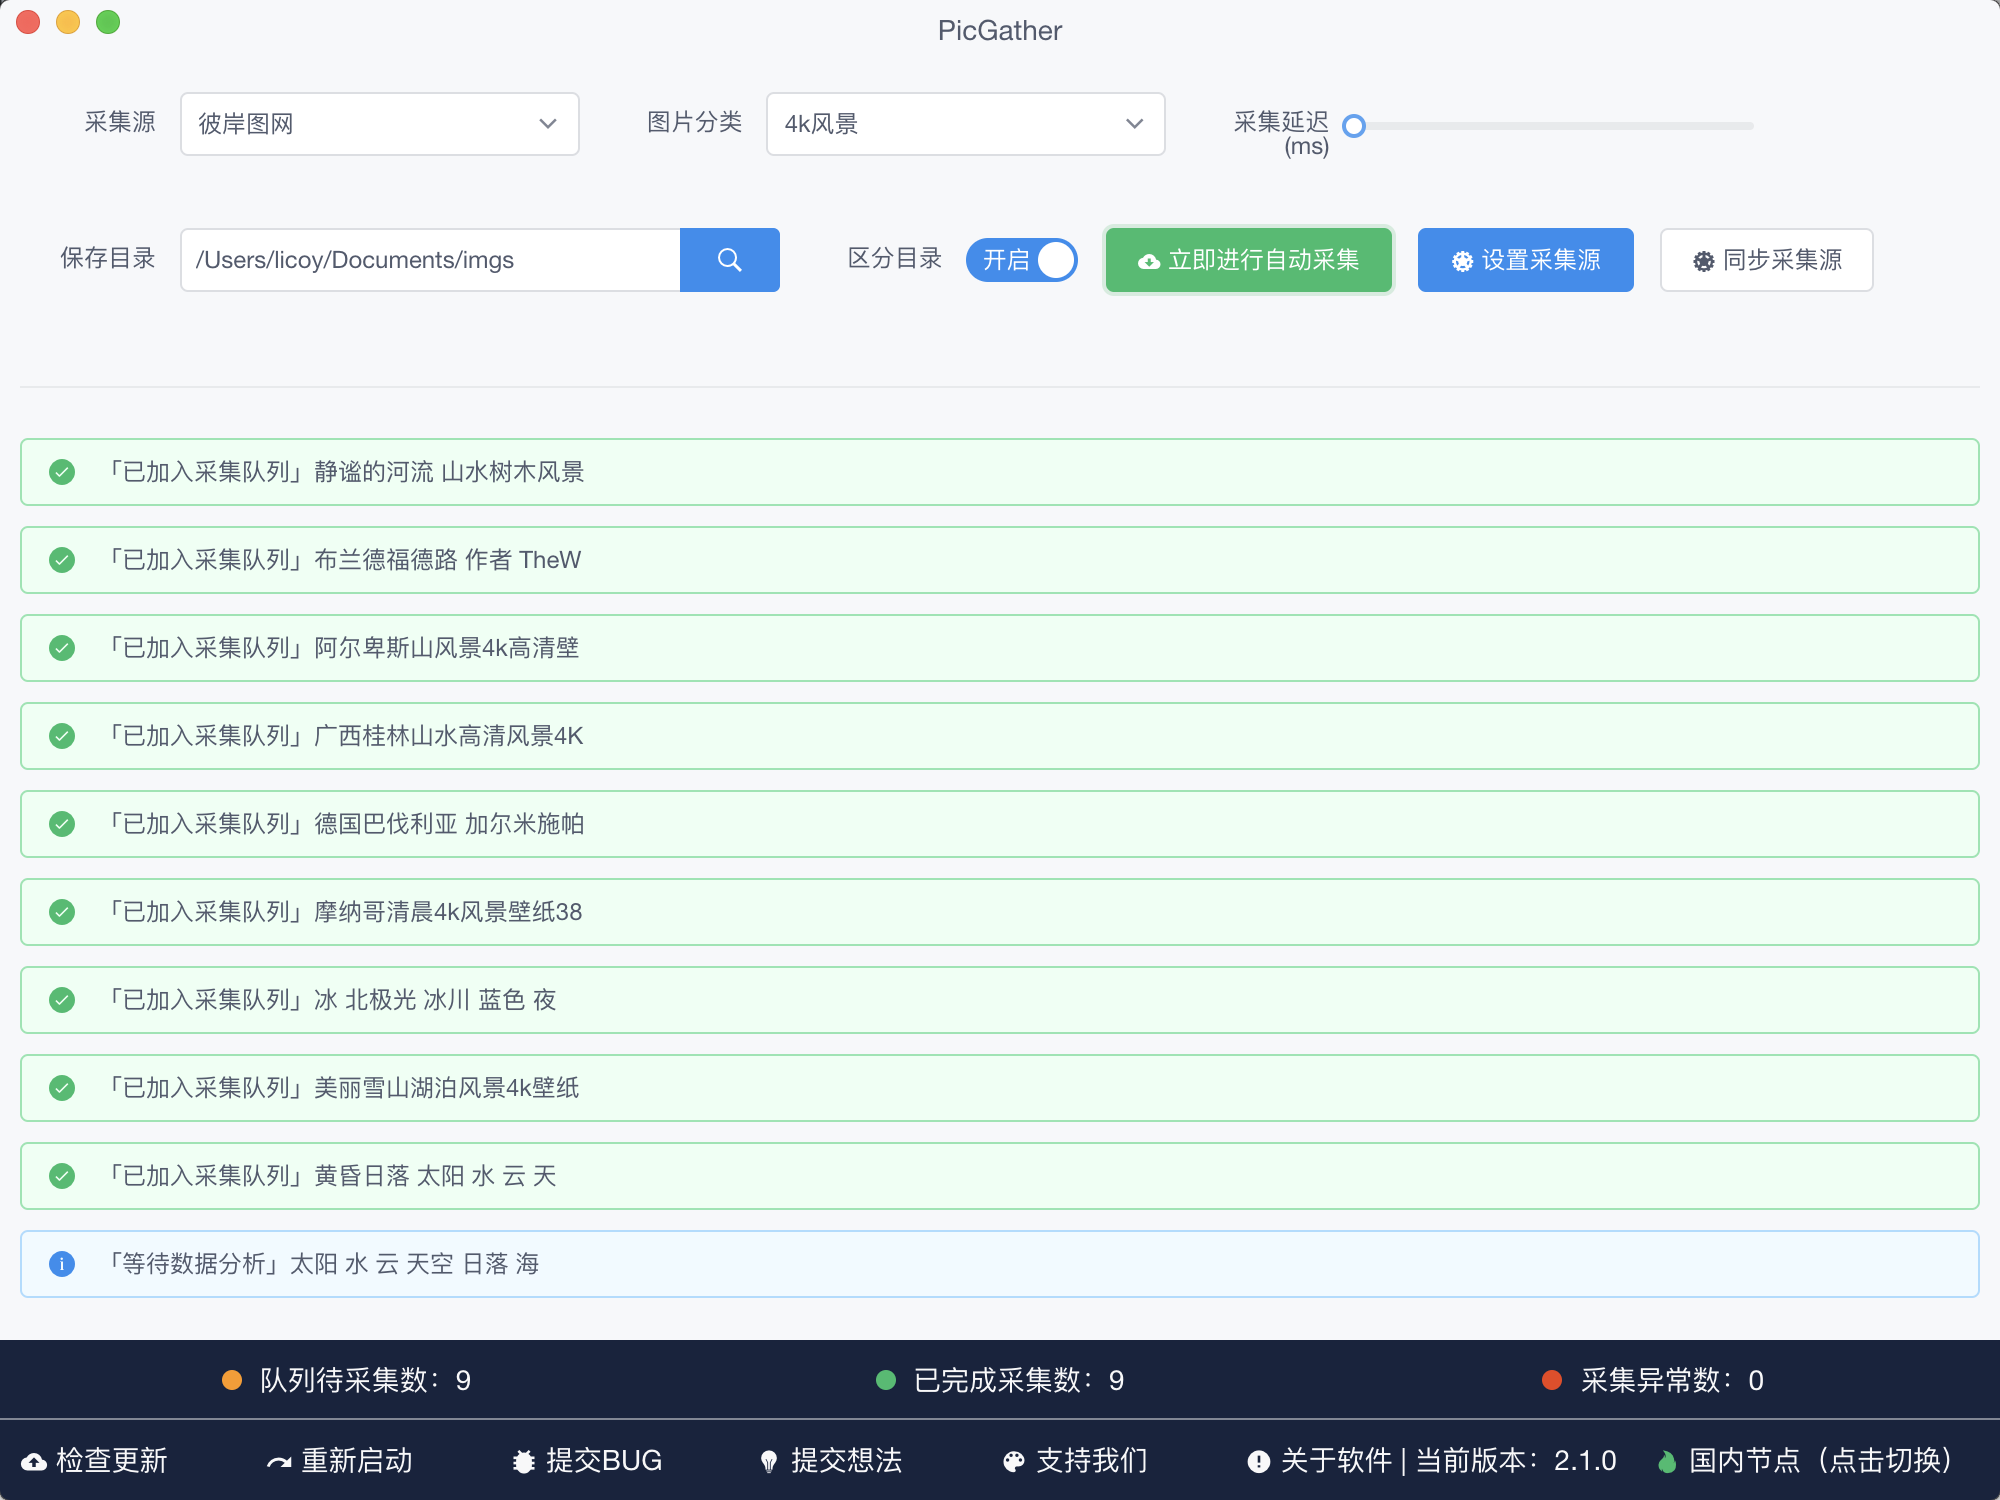 PicGather
采集源
彼岸图网
图片分类
4k风景
采集延迟
(ms)
保存目录
/Users/licoy/Documents/imgs
区分目录
开启
立即进行自动采集
设置采集源
同步采集源
「已加入采集队列」静谧的河流 山水树木风景
「已加入采集队列」布兰德福德路 作者 TheW
「已加入采集队列」阿尔卑斯山风景4k高清壁
「已加入采集队列」广西桂林山水高清风景4K
「已加入采集队列」德国巴伐利亚 加尔米施帕
「已加入采集队列」摩纳哥清晨4k风景壁纸38
「已加入采集队列」冰 北极光 冰川 蓝色 夜
「已加入采集队列」美丽雪山湖泊风景4k壁纸
「已加入采集队列」黄昏日落 太阳 水 云 天
「等待数据分析」太阳 水 云 天空 日落 海
队列待采集数：9
已完成采集数：9
采集异常数：0
检查更新
重新启动
提交BUG
提交想法
支持我们
关于软件 | 当前版本：2.1.0
国内节点（点击切换）